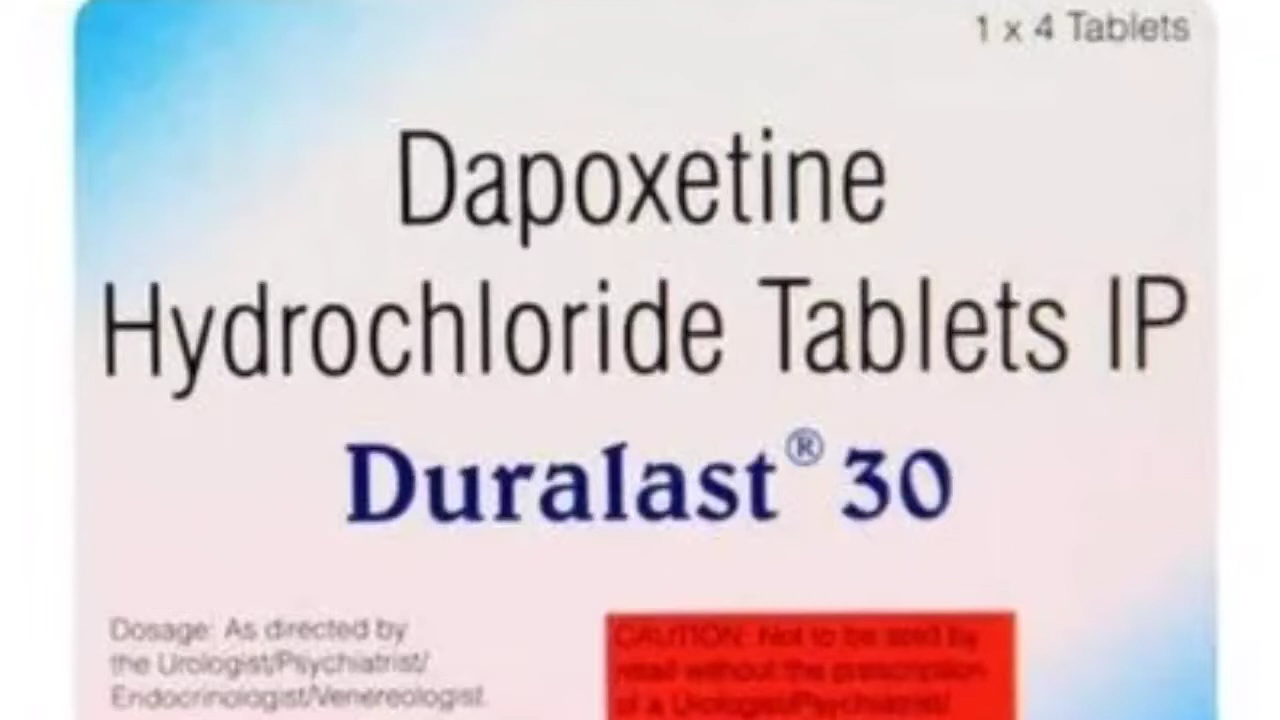 1 x 4 Tablets
Dapoxetine
Hydrochloride Tablets IP
Duralast® 30
Dosage: As directed by
the Urologist/Psychiatrist/
Endocrinologist/Venereologist.
CAUTION: Not to be sold by
retail without the prescription
of a Urologist/Psychiatrist/